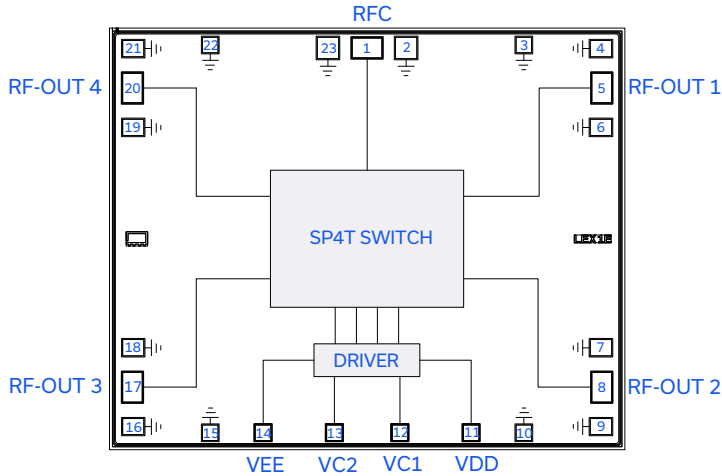 RFC
21
22
23
1
2
3
4
RF-OUT 4
20
5
RF-OUT 1
19
6
SP4T SWITCH
LEX1E
18
7
DRIVER
RF-OUT 3
17
8
RF-OUT 2
16
15
14
13
12
11
10
9
VEE
VC2
VC1
VDD